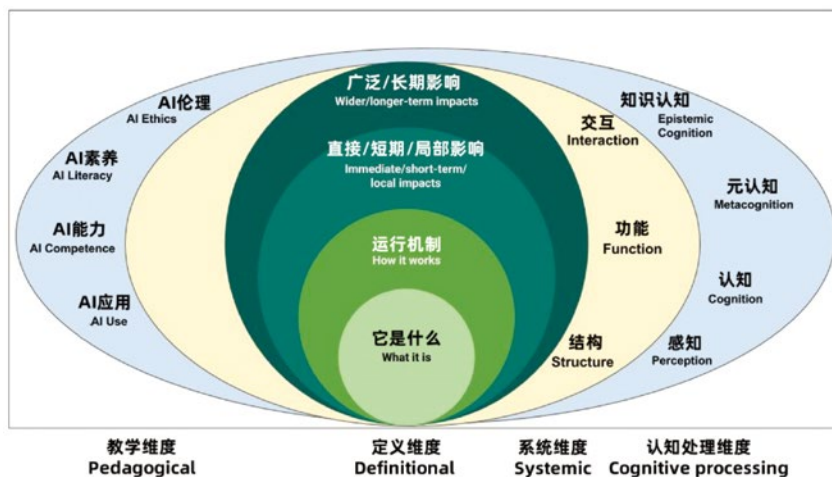 AI伦理
AI Ethics
AI素养
AI Literacy
AI能力
AI Competence
AI应用
AI Use
广泛/长期影响
Wider/longer-term impacts
直接/短期/局部影响
Immediate/short-term/
local impacts
运行机制
How it works
它是什么
What it is
交互
Interaction
功能
Function
结构
Structure
知识认知
Epistemic
Cognition
元认知
Metacognition
认知
Cognition
感知
Perception
教学维度
Pedagogical
定义维度
Definitional
系统维度
Systemic
认知处理维度
Cognitive processing